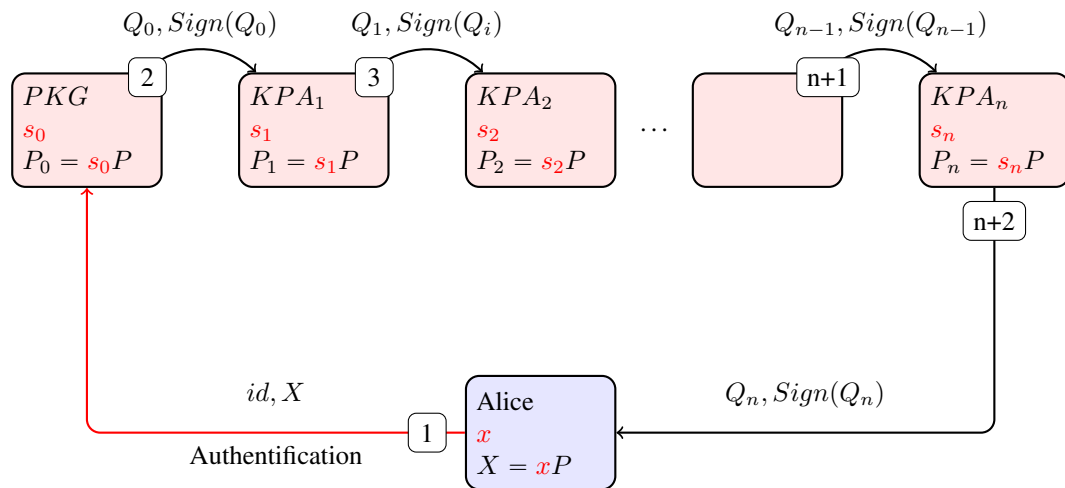 Q_0, Sign(Q_0)
Q_1, Sign(Q_i)
Q_{n-1}, Sign(Q_{n-1})
2
3
n+1
PKG
s_0
P_0 = s_0P
KPA_1
s_1
P_1 = s_1P
KPA_2
s_2
P_2 = s_2P
...
KPA_n
s_n
P_n = s_nP
n+2
id, X
1
Authentification
Alice
x
X = xP
Q_n, Sign(Q_n)